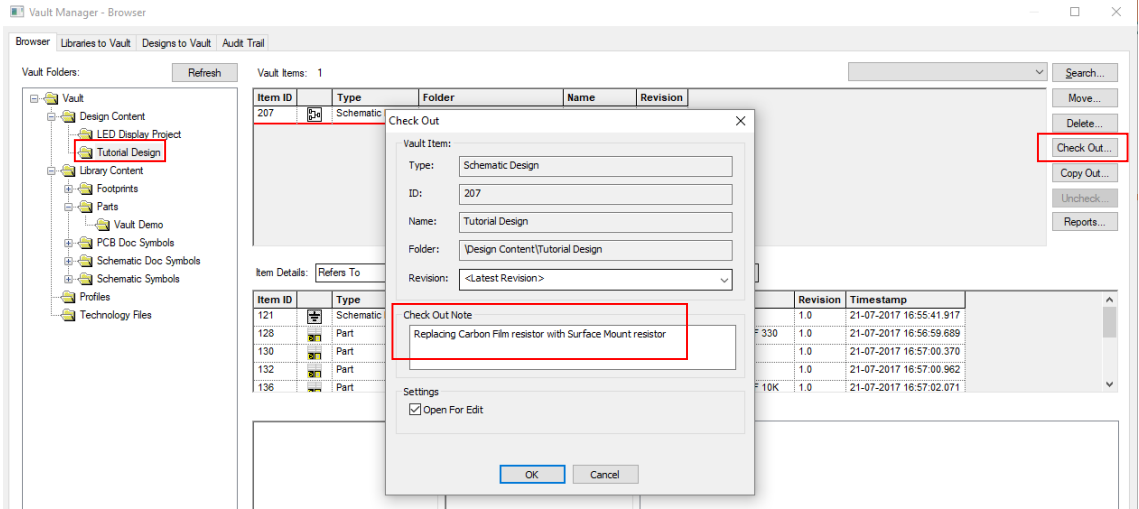 Vault Manager - Browser
Browser Libraries to Vault Designs to Vault Audit Trail
Vault Folders: Refresh Vault Items: 1 Search...
Vault
Design Content
LED Display Project
Tutorial Design
Library Content
Footprints
Parts
Vault Demo
PCB Doc Symbols
Schematic Doc Symbols
Schematic Symbols
Profiles
Technology Files
Item ID Type Folder Name Revision
207 Schematic
Move...
Delete...
Check Out...
Copy Out...
Uncheck...
Reports...
Check Out
Vault Item:
Type: Schematic Design
ID: 207
Name: Tutorial Design
Folder: \Design Content\Tutorial Design
Revision: <Latest Revision>
Check Out Note
Replacing Carbon Film resistor with Surface Mount resistor
Settings
Open For Edit
OK Cancel
Item Details: Refers To
Item ID Type Revision Timestamp
121 Schematic 1.0 21-07-2017 16:55:41.917
128 Part 330 1.0 21-07-2017 16:56:59.689
130 Part 1.0 21-07-2017 16:57:00.370
132 Part 1.0 21-07-2017 16:57:00.962
136 Part 10K 1.0 21-07-2017 16:57:02.071